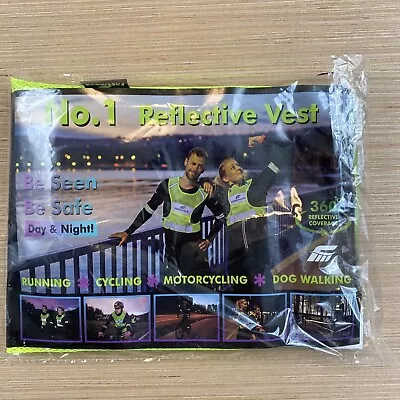 No.1 Reflective Vest
Be Seen
Be Safe
Day & Night!
360°
REFLECTIVE
COVERAGE
RUNNING * CYCLING * MOTORCYCLING * DOG WALKING